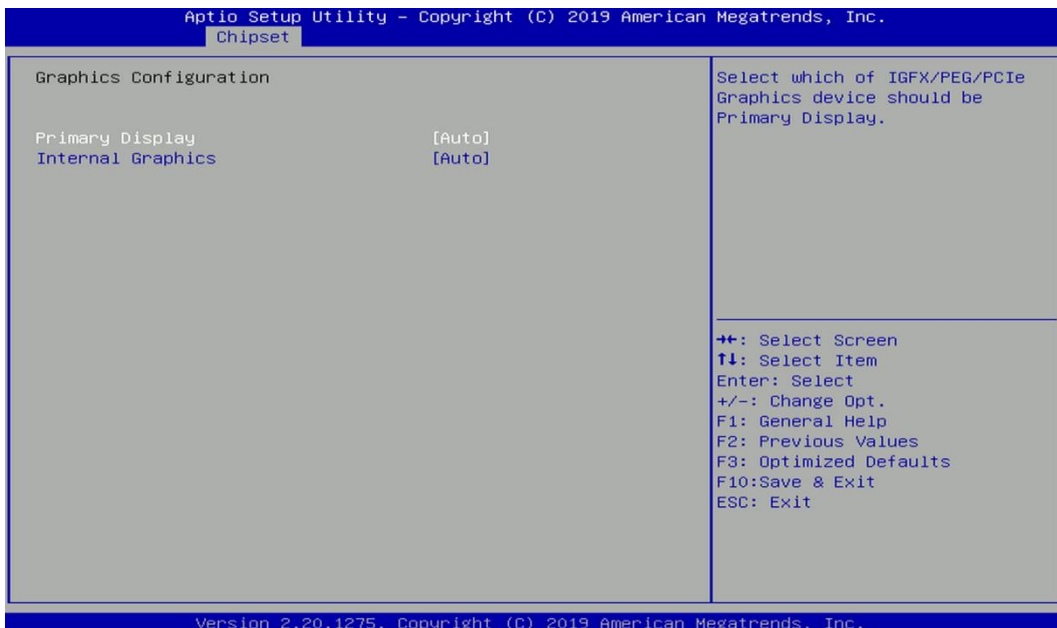 Aptio Setup Utility – Copyright (C) 2019 American Megatrends, Inc.
Chipset
Graphics Configuration
Primary Display [Auto]
Internal Graphics [Auto]
Select which of IGFX/PEG/PCIe
Graphics device should be
Primary Display.
→←: Select Screen
↑↓: Select Item
Enter: Select
+/-: Change Opt.
F1: General Help
F2: Previous Values
F3: Optimized Defaults
F10:Save & Exit
ESC: Exit
Version 2.20.1275. Copyright (C) 2019 American Megatrends, Inc.